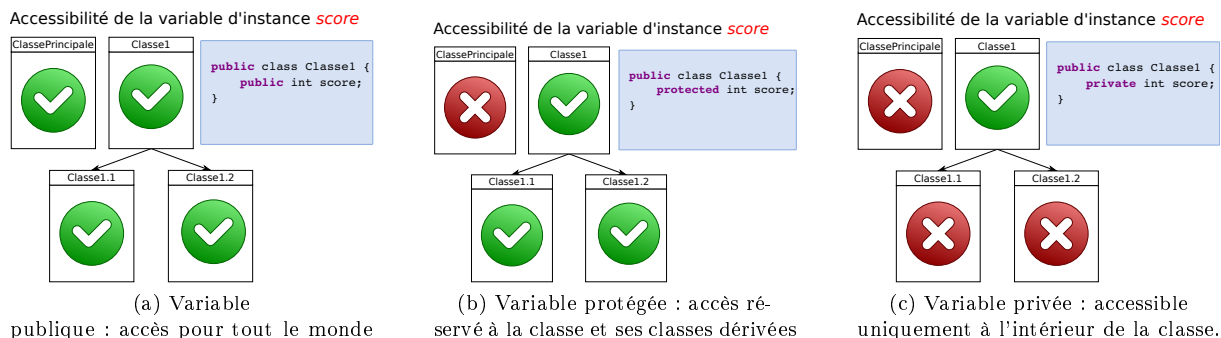 Accessibilité de la variable d'instance score
ClassePrincipale
Classe1
public class Classe1 {
public int score;
}
Classe1.1
Classe1.2
(a) Variable
publique : accès pour tout le monde
Accessibilité de la variable d'instance score
ClassePrincipale
Classe1
public class Classe1 {
protected int score;
}
Classe1.1
Classe1.2
(b) Variable protégée : accès ré-
servé à la classe et ses classes dérivées
Accessibilité de la variable d'instance score
ClassePrincipale
Classe1
public class Classe1 {
private int score;
}
Classe1.1
Classe1.2
(c) Variable privée : accessible
uniquement à l'intérieur de la classe.